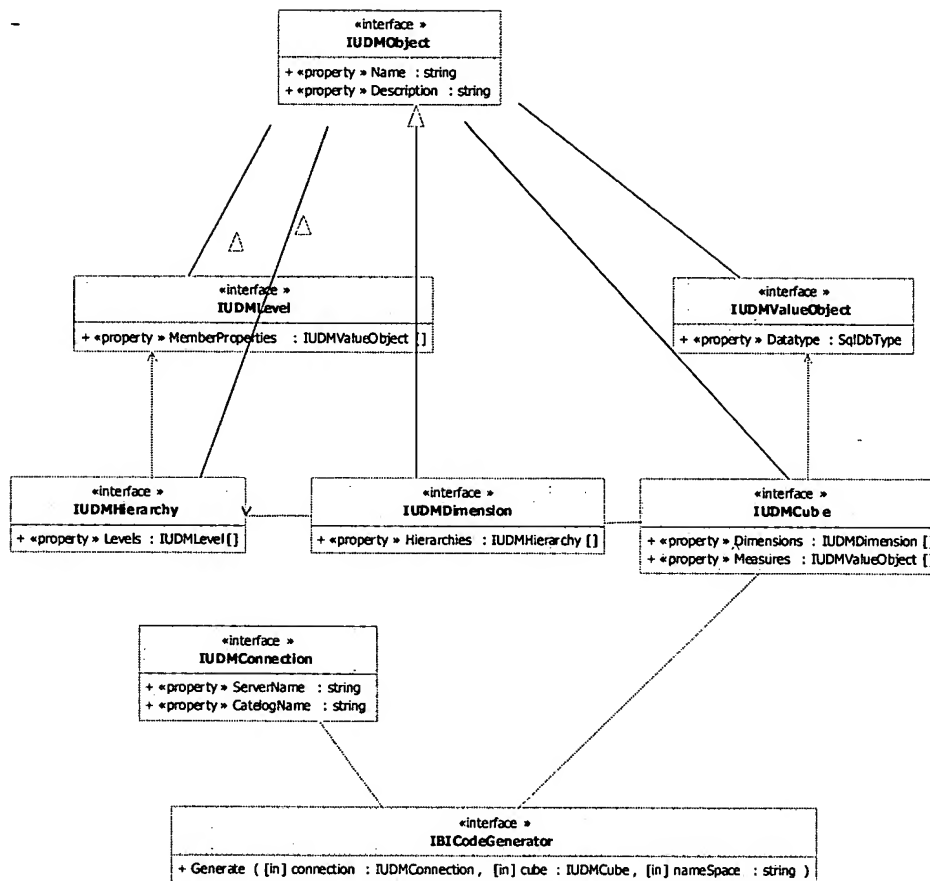 «interface »
IUDMObject
+ «property » Name : string
+ «property » Description : string
«interface »
IUDMLevel
+ «property » MemberProperties : IUDMValueObject []
«interface »
IUDMValueObject
+ «property » Datatype : SqlDbType
«interface »
IUDMHierarchy
+ «property » Levels : IUDMLevel[]
«interface »
IUDMDimension
+ «property » Hierarchies : IUDMHierarchy []
«interface »
IUDMCube
+ «property » Dimensions : IUDMDimension []
+ «property » Measures : IUDMValueObject []
«interface »
IUDMConnection
+ «property » ServerName : string
+ «property » CatelogName : string
«interface »
IBICodeGenerator
+ Generate ( [in] connection : IUDMConnection, [in] cube : IUDMCube, [in] nameSpace : string )